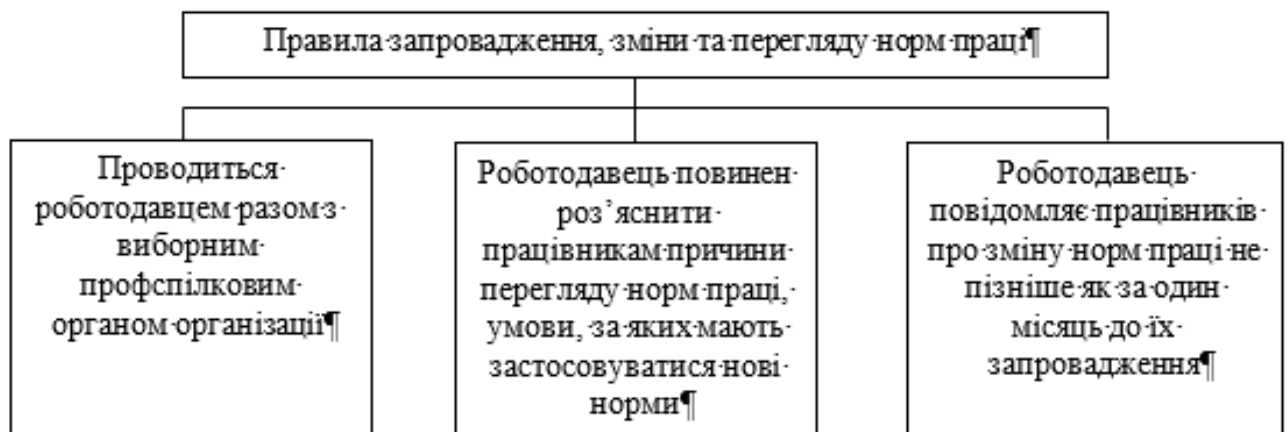 Правила·запровадження,·зміни·та·перегляду·норм·праці¶
Проводиться·
роботодавцем·разом·з·
виборним·
профспілковим·
органом·організації¶
Роботодавець·повинен·
роз’яснити·
працівникам·причини·
перегляду·норм·праці,·
умови,·за·яких·мають·
застосовуватися·нові·
норми¶
Роботодавець·
повідомляє·працівників·
про·зміну·норм·праці·не·
пізніше·як·за·один·
місяць·до·їх·
запровадження¶